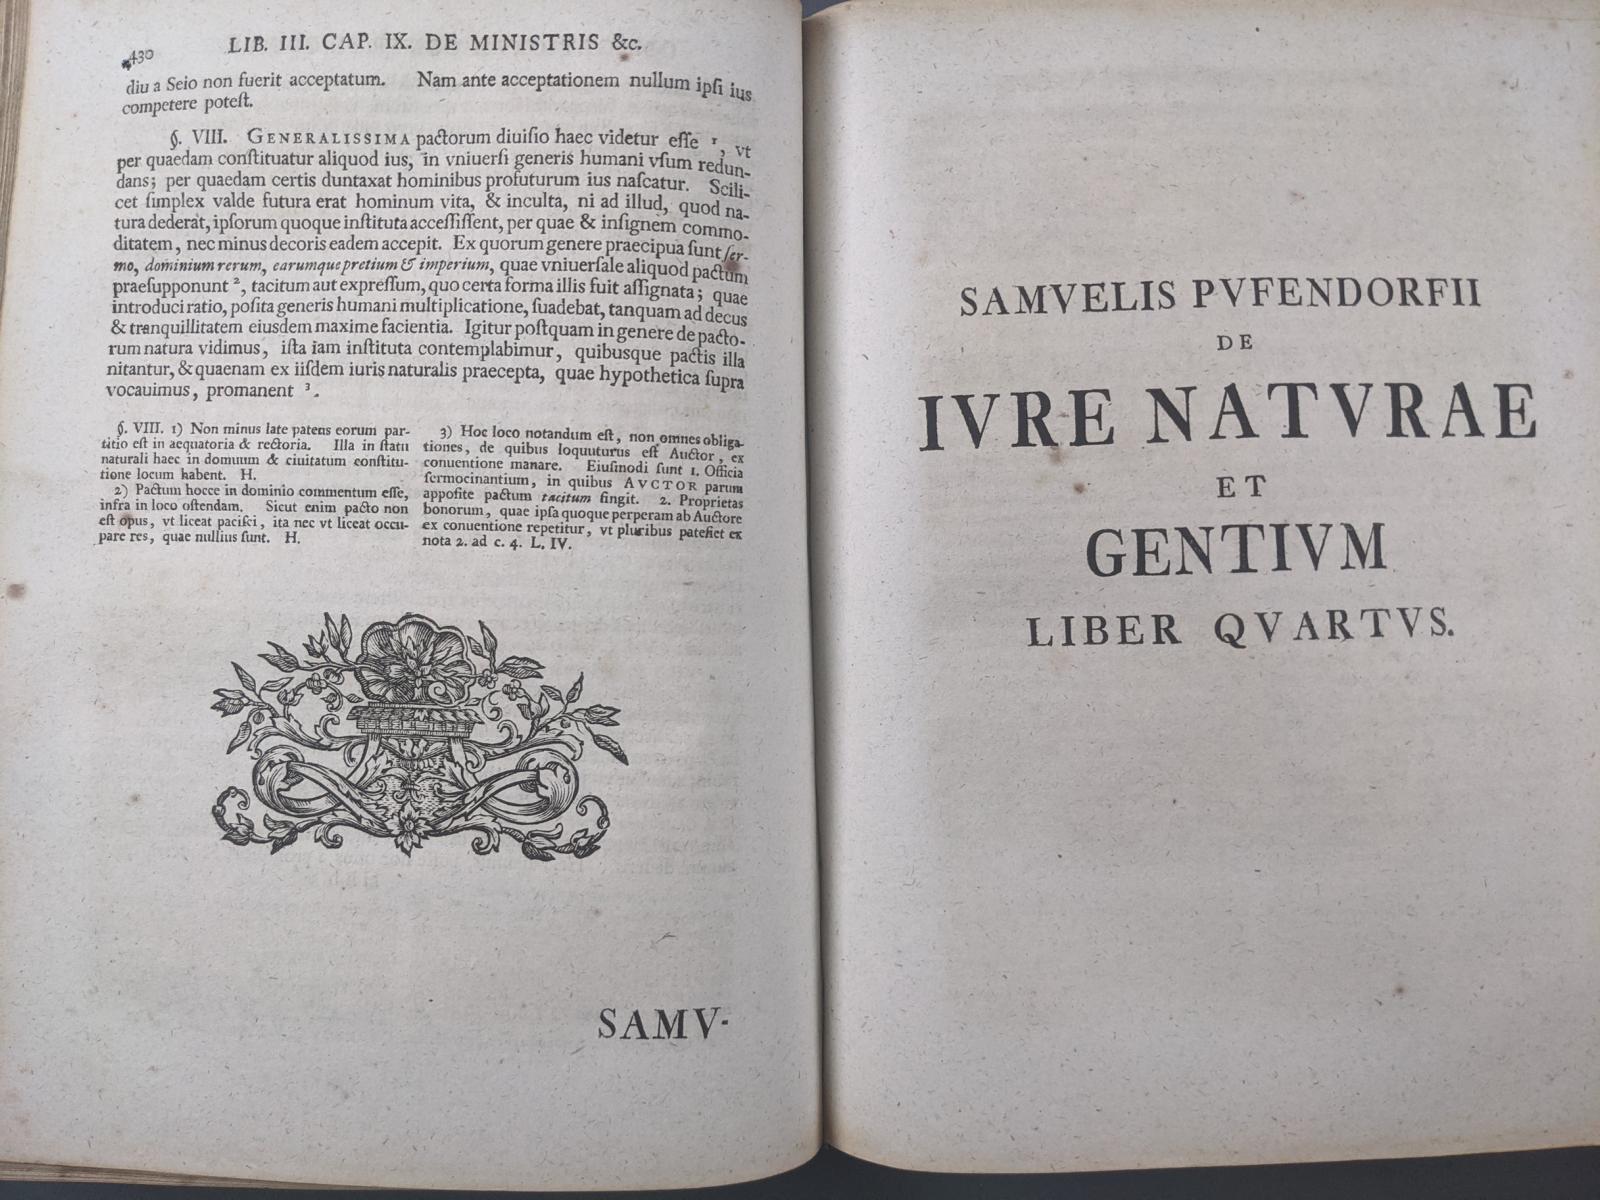 430 LIB. III. CAP. IX. DE MINISTRIS &c.
diu a Seio non fuerit acceptatum. Nam ante acceptationem nullum ipſi ius
competere poteſt.
§. VIII. GENERALISSIMA pactorum diuiſio haec videtur eſſe ¹, vt
per quaedam conſtituatur aliquod ius, in vniuerſi generis humani vſum redun-
dans; per quaedam certis duntaxat hominibus profuturum ius naſcatur. Scili-
cet ſimplex valde futura erat hominum vita, & inculta, ni ad illud, quod na-
tura dederat, ipſorum quoque inſtituta acceſſiſſent, per quae & inſignem commo-
ditatem, nec minus decoris eadem accepit. Ex quorum genere praecipua ſunt ſer-
mo, dominium rerum, earumque pretium & imperium, quae vniuerſale aliquod pactum
praeſupponunt ², tacitum aut expreſſum, quo certa forma illis fuit aſſignata; quae
introduci ratio, poſita generis humani multiplicatione, ſuadebat, tanquam ad decus
& tranquillitatem eiusdem maxime facientia. Igitur poſtquam in genere de pacto-
rum natura vidimus, iſta iam inſtituta contemplabimur, quibusque pactis illa
nitantur, & quaenam ex iiſdem iuris naturalis praecepta, quae hypothetica ſupra
vocauimus, promanent ³.
§. VIII. 1) Non minus late patens eorum par-
titio eſt in aequatoria & rectoria. Illa in ſtatu
naturali haec in domuum & ciuitatum conſtitu-
tione locum habent. H.
2) Pactum hocce in dominio commentum eſſe,
infra in loco oſtendam. Sicut enim pacto non
eſt opus, vt liceat paciſci, ita nec vt liceat occu-
pare res, quae nullius ſunt. H.
3) Hoc loco notandum eſt, non omnes obliga-
tiones, de quibus loquuturus eſt Auctor, ex
conuentione manare. Eiuſmodi ſunt 1. Officia
ſermocinantium, in quibus AVCTOR parum
appoſite pactum tacitum fingit. 2. Proprietas
bonorum, quae ipſa quoque perperam ab Auctore
ex conuentione repetitur, vt pluribus pateſiet ex
nota 2. ad c. 4. L. IV.
SAMV-
SAMVELIS PVFENDORFII
DE
IVRE NATVRAE
ET
GENTIVM
LIBER QVARTVS.